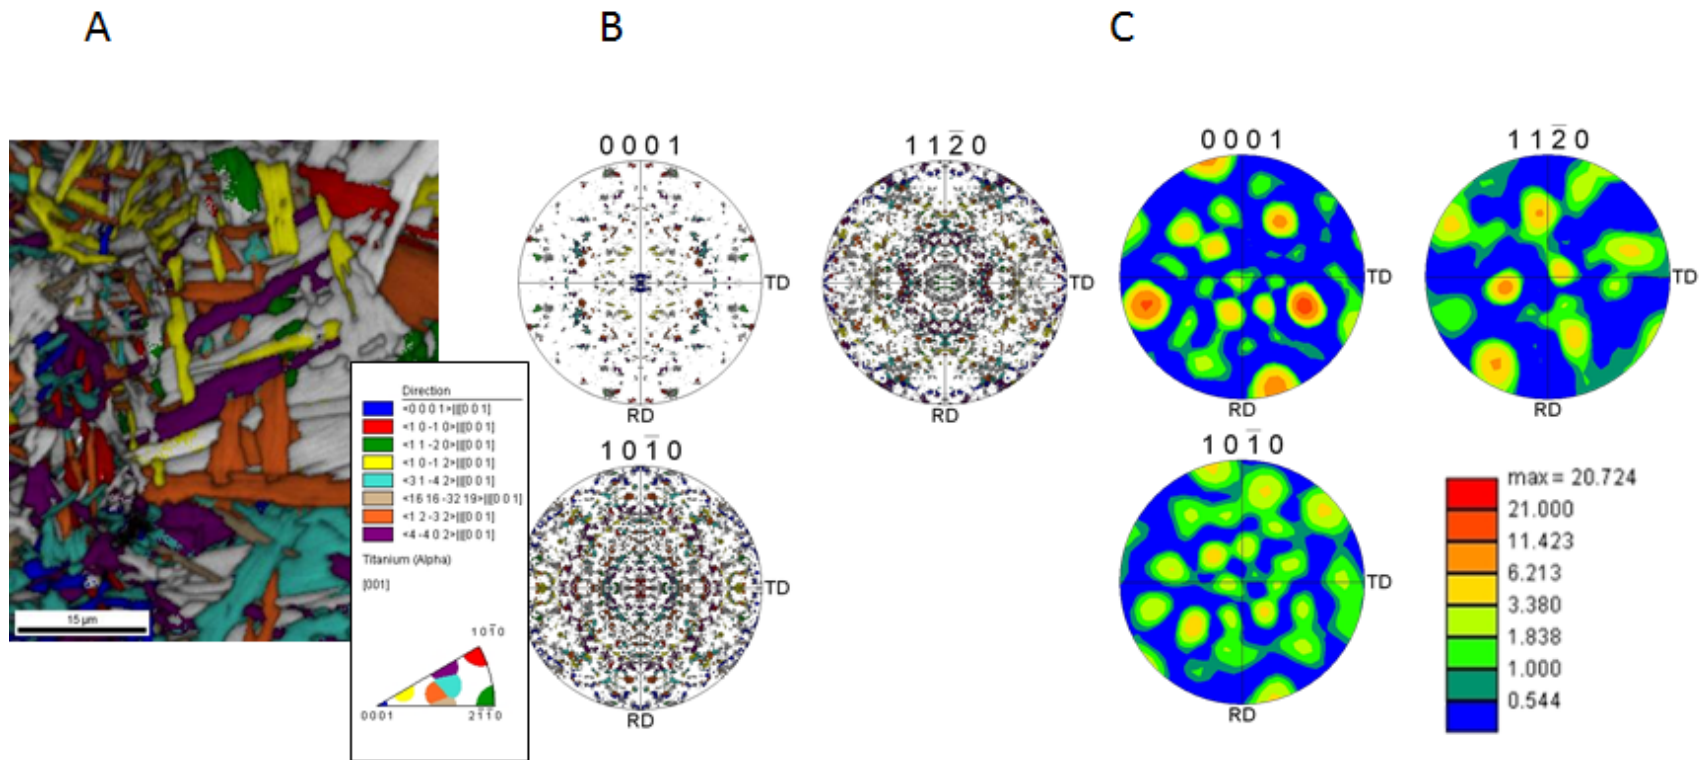 A
B
C
0 0 0 1
1 1 2̅ 0
TD
TD
RD
RD
1 0 1̅ 0
TD
RD
0 0 0 1
1 1 2̅ 0
TD
TD
RD
RD
1 0 1̅ 0
TD
RD
max = 20.724
21.000
11.423
6.213
3.380
1.838
1.000
0.544
15 µm
Direction
<0 0 0 1>||[0 0 1]
<1 0 -1 0>||[0 0 1]
<1 1 -2 0>||[0 0 1]
<1 0 -1 2>||[0 0 1]
<3 1 -4 2>||[0 0 1]
<16 16 -32 19>||[0 0 1]
<1 2 -3 2>||[0 0 1]
<4 -4 0 2>||[0 0 1]
Titanium (Alpha)
[001]
1 0 1̅ 0
0 0 0 1
2 1̅ 1̅ 0